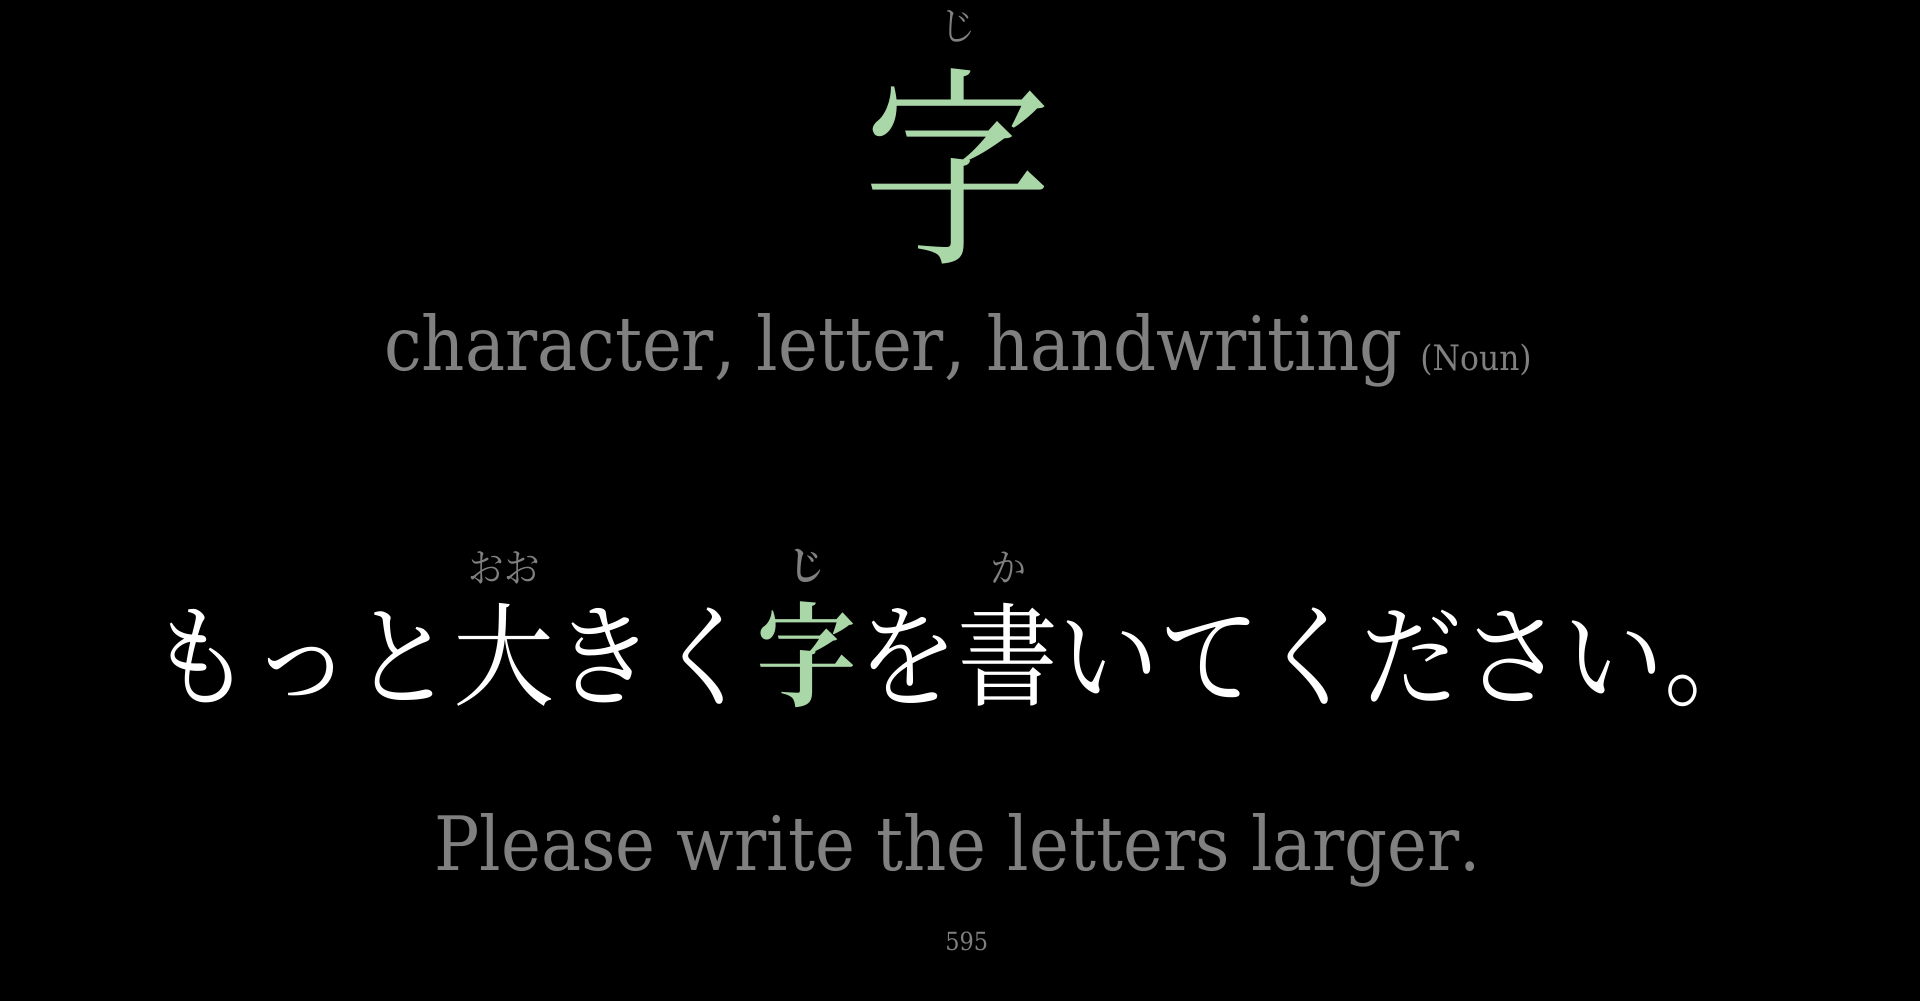 じ
字
character, letter, handwriting (Noun)
おお じ か
もっと大きく字を書いてください。
Please write the letters larger.
595